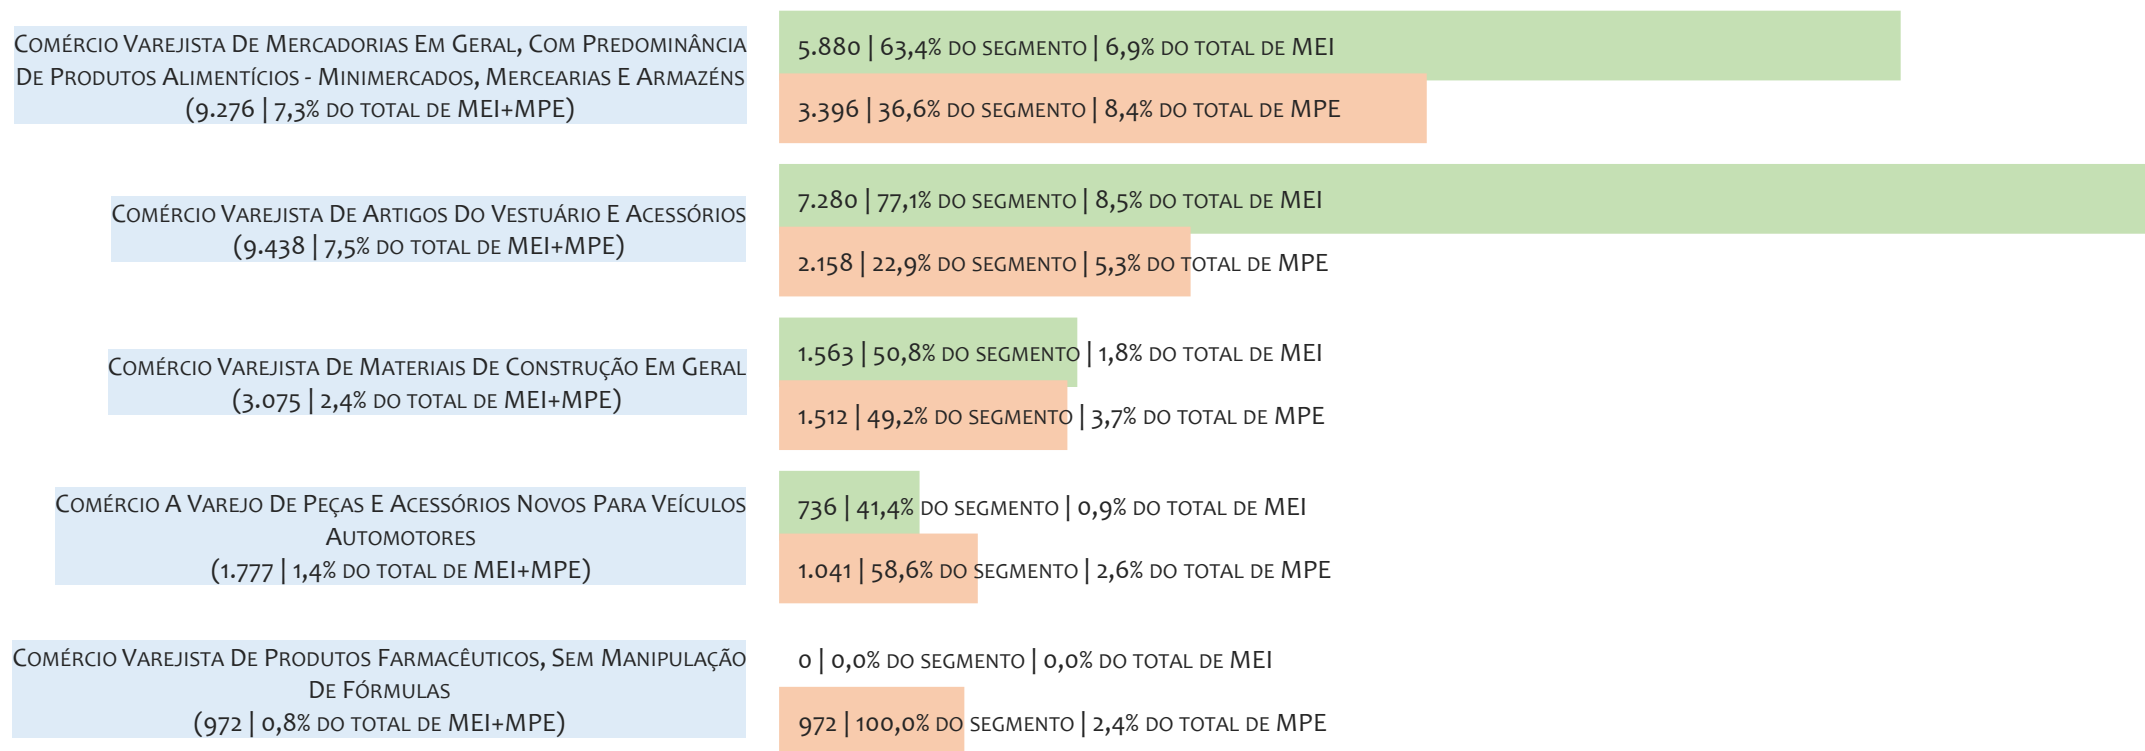 Comércio Varejista De Mercadorias Em Geral, Com Predominância
De Produtos Alimentícios - Minimercados, Mercearias E Armazéns
(9.276 | 7,3% do total de MEI+MPE)
5.880 | 63,4% do segmento | 6,9% do total de MEI
3.396 | 36,6% do segmento | 8,4% do total de MPE
Comércio Varejista De Artigos Do Vestuário E Acessórios
(9.438 | 7,5% do total de MEI+MPE)
7.280 | 77,1% do segmento | 8,5% do total de MEI
2.158 | 22,9% do segmento | 5,3% do total de MPE
Comércio Varejista De Materiais De Construção Em Geral
(3.075 | 2,4% do total de MEI+MPE)
1.563 | 50,8% do segmento | 1,8% do total de MEI
1.512 | 49,2% do segmento | 3,7% do total de MPE
Comércio A Varejo De Peças E Acessórios Novos Para Veículos
Automotores
(1.777 | 1,4% do total de MEI+MPE)
736 | 41,4% do segmento | 0,9% do total de MEI
1.041 | 58,6% do segmento | 2,6% do total de MPE
Comércio Varejista De Produtos Farmacêuticos, Sem Manipulação
De Fórmulas
(972 | 0,8% do total de MEI+MPE)
0 | 0,0% do segmento | 0,0% do total de MEI
972 | 100,0% do segmento | 2,4% do total de MPE